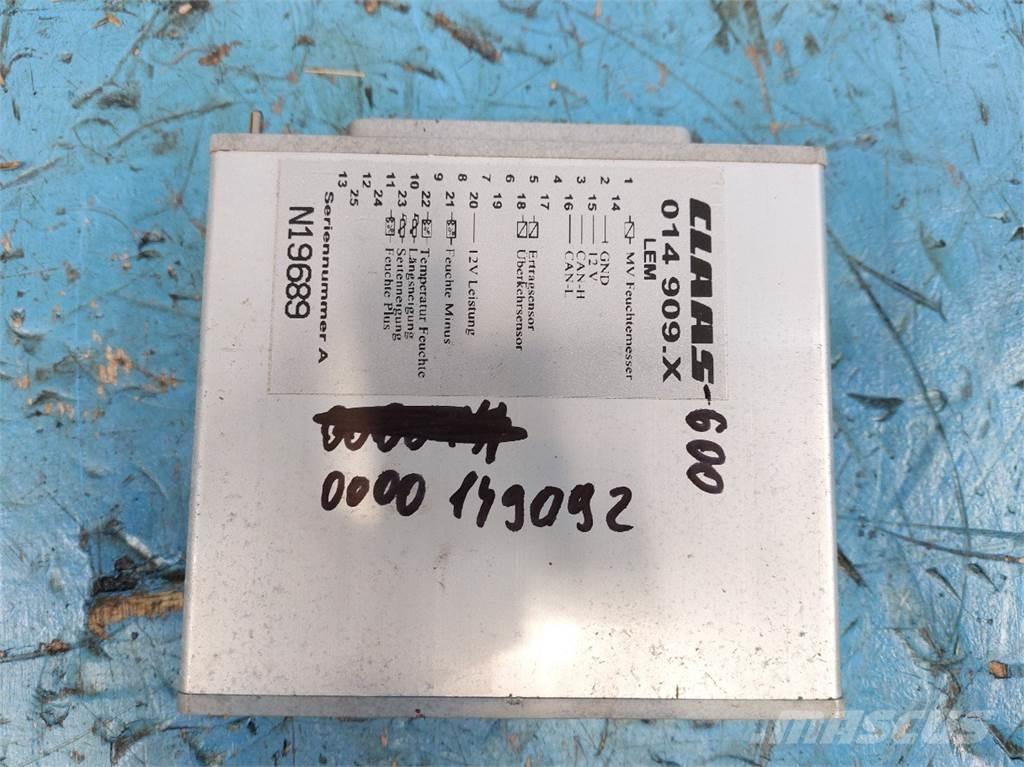 CLAAS-600
014 909.X
LEM
1 MV Feuchtemesser
14
2 GND
15 12 V
3 CAN-H
16 CAN-L
4
17
5 Ertragsensor
18 Überkehrsensor
6
19
7
20 12V Leistung
8
21 Feuchte Minus
9
22 Temperatur Feuchte
10 Längsneigung
23 Seitenneigung
11 Feuchte Plus
24
12
25
13
Seriennummer A
N19689
0000 149092
MASCUS